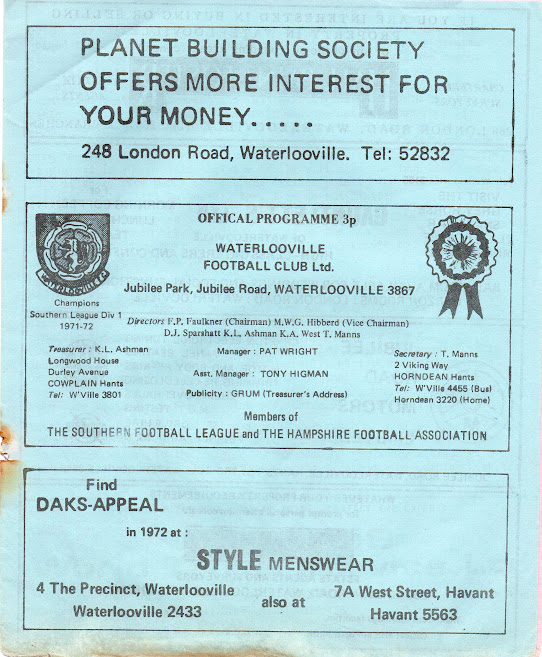 PLANET BUILDING SOCIETY
OFFERS MORE INTEREST FOR
YOUR MONEY.....
248 London Road, Waterlooville. Tel: 52832
OFFICAL PROGRAMME 3p
WATERLOOVILLE
FOOTBALL CLUB Ltd.
Jubilee Park, Jubilee Road, WATERLOOVILLE 3867
WATERLOOVILLE
Champions
Southern League Div 1
1971-72
Directors F.P. Faulkner (Chairman) M.W.G. Hibberd (Vice Chairman)
D.J. Sparshatt K.L. Ashman K.A. West T. Manns
Treasurer : K.L. Ashman
Longwood House
Durley Avenue
COWPLAIN Hants
Tel: W'Ville 3801
Manager : PAT WRIGHT
Asst. Manager : TONY HIGMAN
Publicity : GRUM (Treasurer's Address)
Secretary : T. Manns
2 Viking Way
HORNDEAN Hants
Tel: W'Ville 4455 (Bus)
Horndean 3220 (Home)
Members of
THE SOUTHERN FOOTBALL LEAGUE and THE HAMPSHIRE FOOTBALL ASSOCIATION
Find
DAKS-APPEAL
in 1972 at :
STYLE MENSWEAR
4 The Precinct, Waterlooville
Waterlooville 2433
also at
7A West Street, Havant
Havant 5563